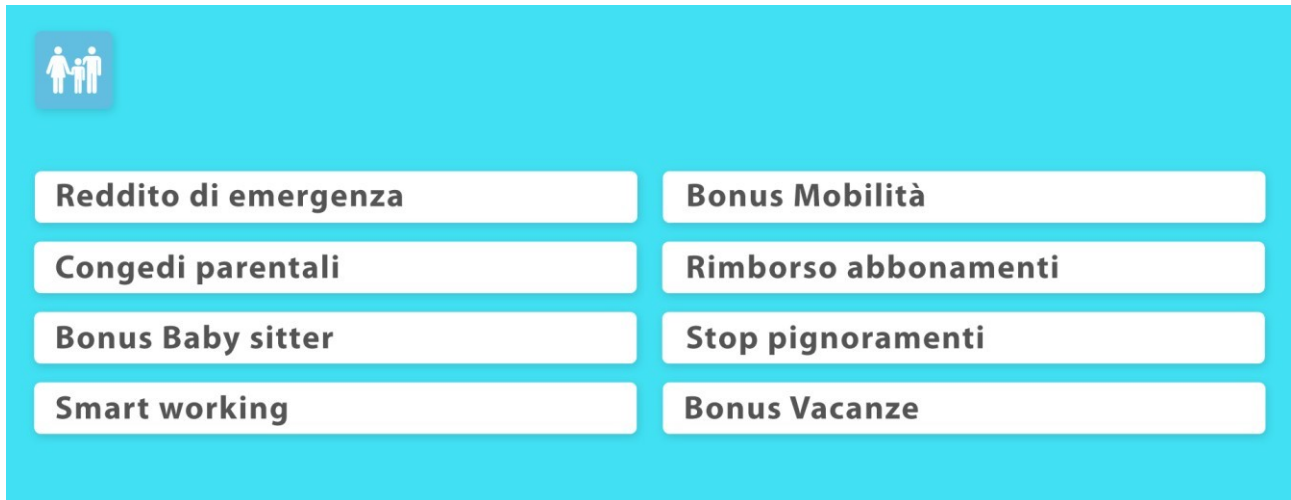 Reddito di emergenza
Congedi parentali
Bonus Baby sitter
Smart working
Bonus Mobilità
Rimborso abbonamenti
Stop pignoramenti
Bonus Vacanze